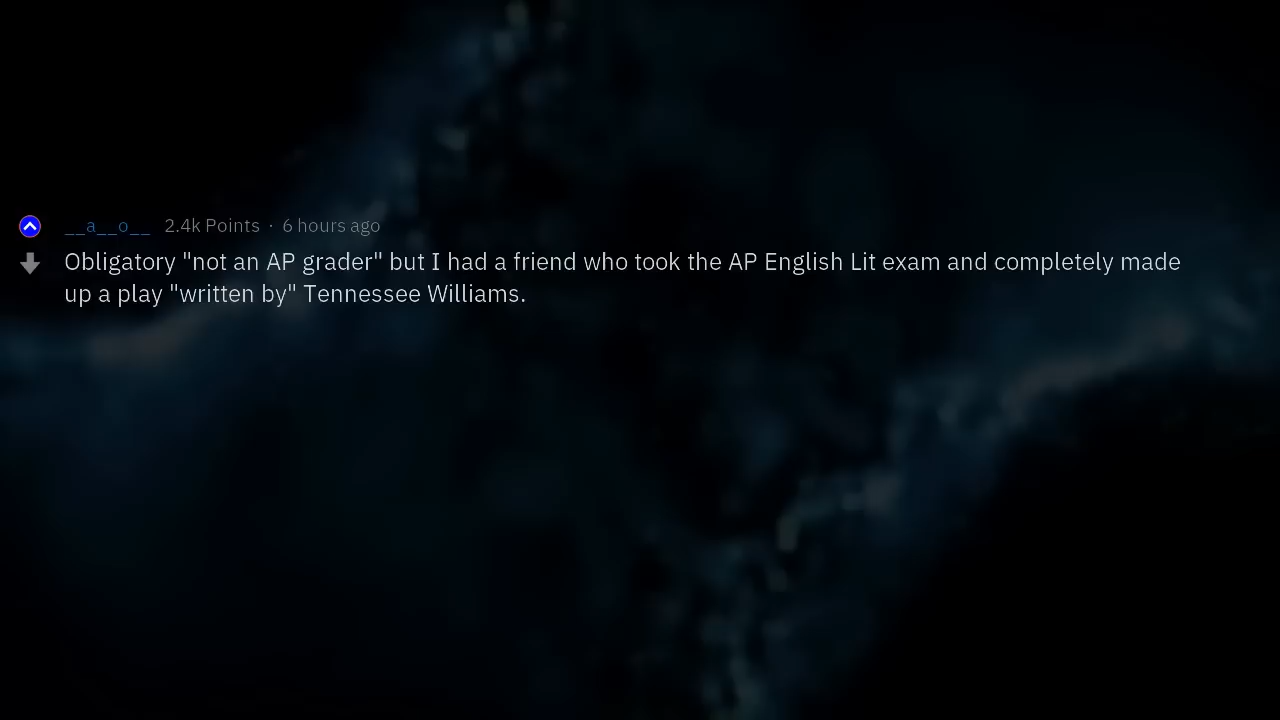 __a__o__ 2.4k Points · 6 hours ago
Obligatory "not an AP grader" but I had a friend who took the AP English Lit exam and completely made
up a play "written by" Tennessee Williams.